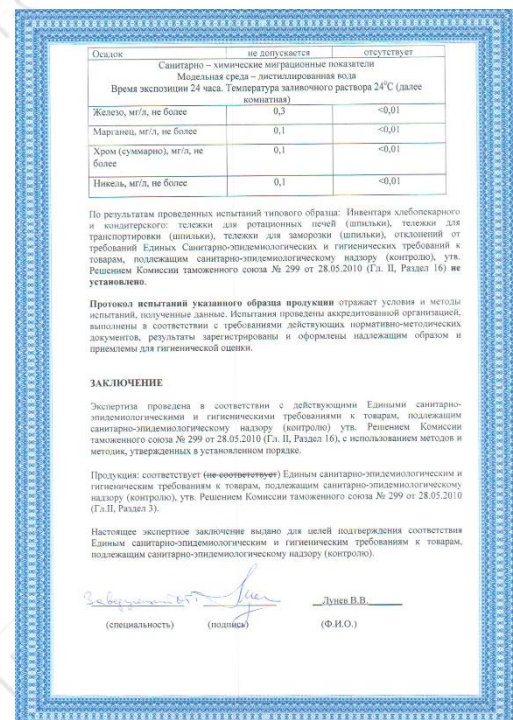 Осадок не допускается отсутствует
Санитарно – химические миграционные показатели
Модельная среда – дистиллированная вода
Время экспозиции 24 часа. Температура заливочного раствора 24°С (далее
комнатная)
Железо, мг/л, не более 0,3 <0,01
Марганец, мг/л, не более 0,1 <0,01
Хром (суммарно), мг/л, не 0,1 <0,01
более
Никель, мг/л, не более 0,1 <0,01
По результатам проведенных испытаний типового образца: Инвентаря хлебопекарного
и кондитерского: тележки для ротационных печей (шпильки), тележки для
транспортировки (шпильки), тележки для заморозки (шпильки), отклонений от
требований Единых Санитарно-эпидемиологических и гигиенических требований к
товарам, подлежащим санитарно-эпидемиологическому надзору (контролю), утв.
Решением Комиссии таможенного союза № 299 от 28.05.2010 (Гл. II, Раздел 16) не
установлено.
Протокол испытаний указанного образца продукции отражает условия и методы
испытаний, полученные данные. Испытания проведены аккредитованной организацией,
выполнены в соответствии с требованиями действующих нормативно-методических
документов, результаты зарегистрированы и оформлены надлежащим образом и
приемлемы для гигиенической оценки.
ЗАКЛЮЧЕНИЕ
Экспертиза проведена в соответствии с действующими Едиными санитарно-
эпидемиологическими и гигиеническими требованиями к товарам, подлежащим
санитарно-эпидемиологическому надзору (контролю) утв. Решением Комиссии
таможенного союза № 299 от 28.05.2010 (Гл. II, Раздел 16), с использованием методов и
методик, утвержденных в установленном порядке.
Продукция: соответствует (не соответствует) Единым санитарно-эпидемиологическим и
гигиеническим требованиям к товарам, подлежащим санитарно-эпидемиологическому
надзору (контролю), утв. Решением Комиссии таможенного союза № 299 от 28.05.2010
(Гл.II, Раздел 3).
Настоящее экспертное заключение выдано для целей подтверждения соответствия
Единым санитарно-эпидемиологическим и гигиеническим требованиям к товарам,
подлежащим санитарно-эпидемиологическому надзору (контролю).
Лунев В.В.
(специальность) (подпись) (Ф.И.О.)